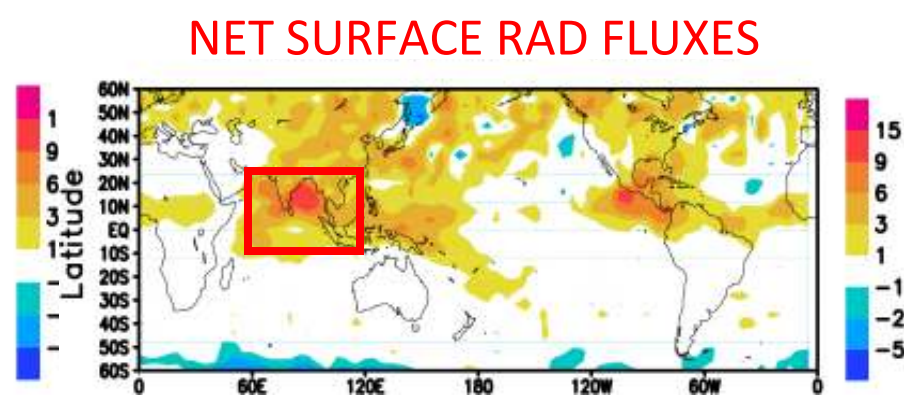 NET SURFACE RAD FLUXES
60N
50N
40N
30N
20N
10N
EQ
10S
20S
30S
40S
50S
60S
Latitude
0 60E 120E 180 120W 60W 0
1
9
6
3
1
-
-
-
15
9
6
3
1
-1
-2
-5